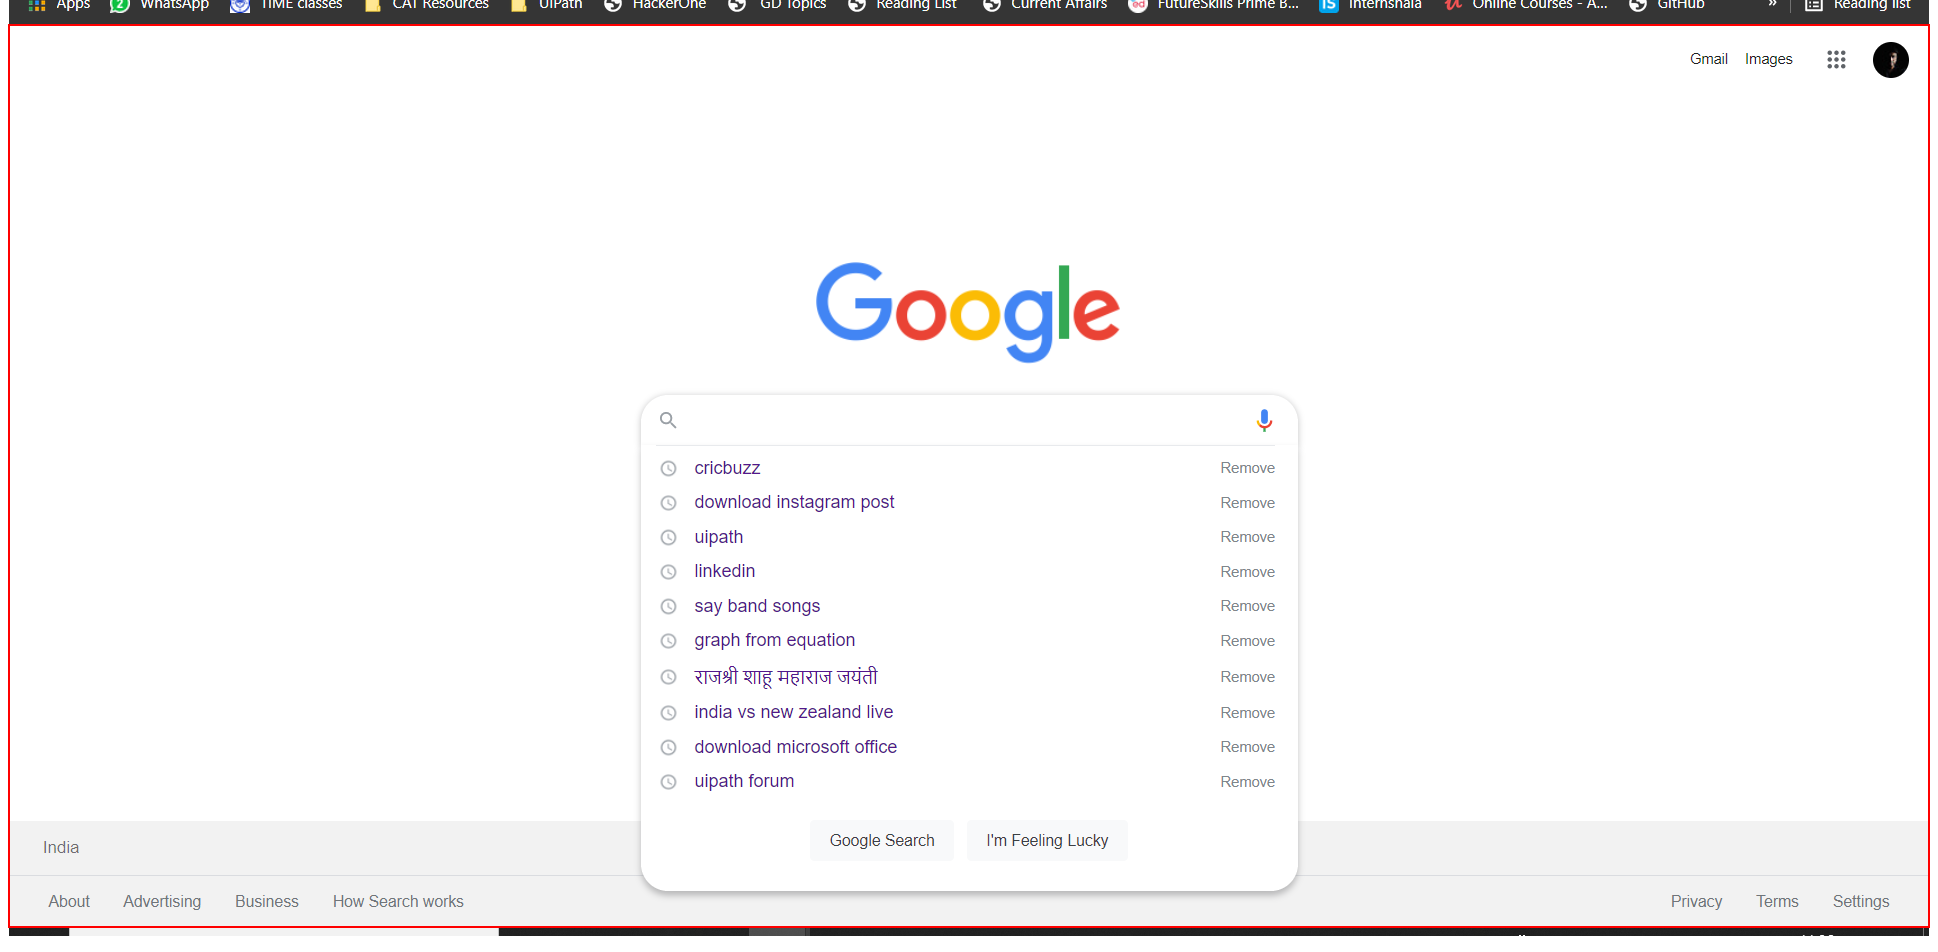 Apps WhatsApp TIME classes CAT Resources UIPath HackerOne GD Topics Reading List Current Affairs FutureSkills Prime B... Internshala Online Courses - A... GitHub » Reading list
Gmail Images
Google
cricbuzz Remove
download instagram post Remove
uipath Remove
linkedin Remove
say band songs Remove
graph from equation Remove
राजश्री शाहू महाराज जयंती Remove
india vs new zealand live Remove
download microsoft office Remove
uipath forum Remove
Google Search I'm Feeling Lucky
India
About Advertising Business How Search works Privacy Terms Settings